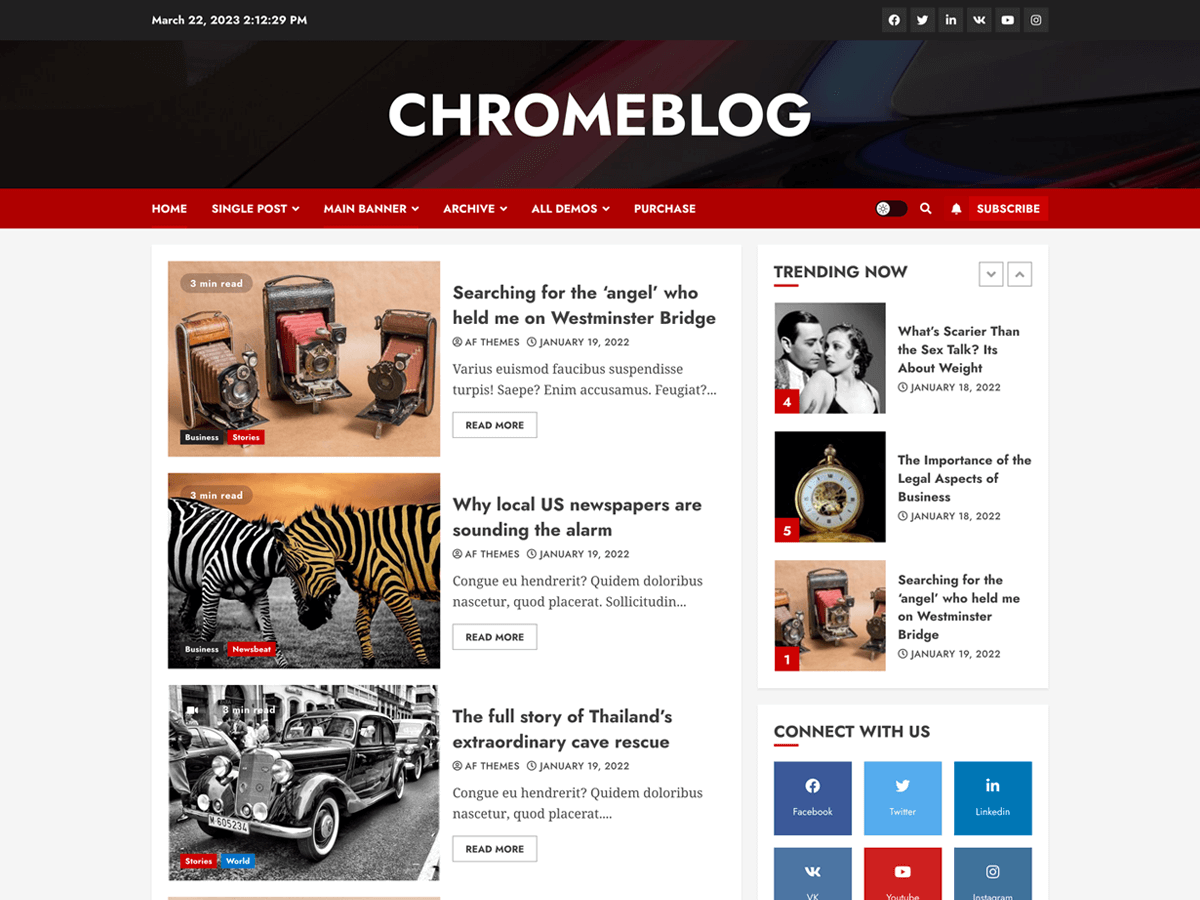 March 22, 2023 2:12:29 PM
CHROMEBLOG
HOME SINGLE POST MAIN BANNER ARCHIVE ALL DEMOS PURCHASE SUBSCRIBE
3 min read
Business Stories
Searching for the ‘angel’ who
held me on Westminster Bridge
AF THEMES JANUARY 19, 2022
Varius euismod faucibus suspendisse
turpis! Saepe? Enim accusamus. Feugiat?...
READ MORE
3 min read
Business Newsbeat
Why local US newspapers are
sounding the alarm
AF THEMES JANUARY 19, 2022
Congue eu hendrerit? Quidem doloribus
nascetur, quod placerat. Sollicitudin...
READ MORE
3 min read
M-605234
Stories World
The full story of Thailand’s
extraordinary cave rescue
AF THEMES JANUARY 19, 2022
Congue eu hendrerit? Quidem doloribus
nascetur, quod placerat....
READ MORE
TRENDING NOW
4
What’s Scarier Than
the Sex Talk? Its
About Weight
JANUARY 18, 2022
5
The Importance of the
Legal Aspects of
Business
JANUARY 18, 2022
1
Searching for the
‘angel’ who held me
on Westminster
Bridge
JANUARY 19, 2022
CONNECT WITH US
Facebook Twitter Linkedin
VK Youtube Instagram